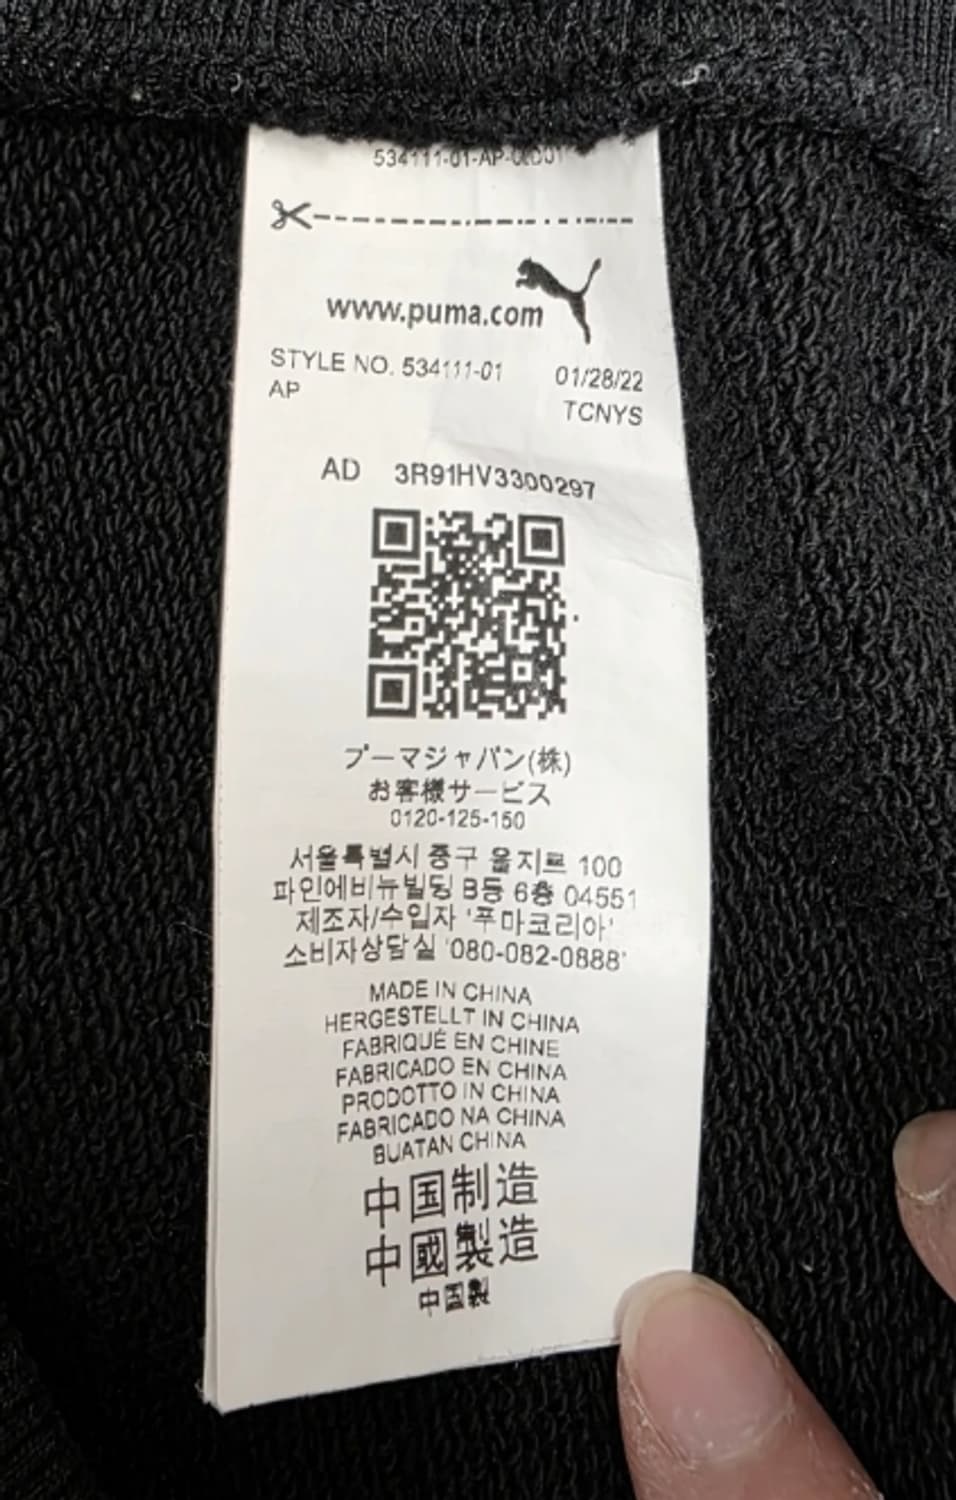 534111-01-AP-
www.puma.com
STYLE NO. 534111-01 01/28/22
AP TCNYS
AD 3R91HV3300297
プーマジャパン(株)
お客様サービス
0120-125-150
서울특별시 중구 을지로 100
파인에비뉴빌딩 B동 6층 04551
제조자/수입자 '푸마코리아'
소비자상담실 '080-082-0888'
MADE IN CHINA
HERGESTELLT IN CHINA
FABRIQUÉ EN CHINE
FABRICADO EN CHINA
PRODOTTO IN CHINA
FABRICADO NA CHINA
BUATAN CHINA
中国制造
中國製造
中国製